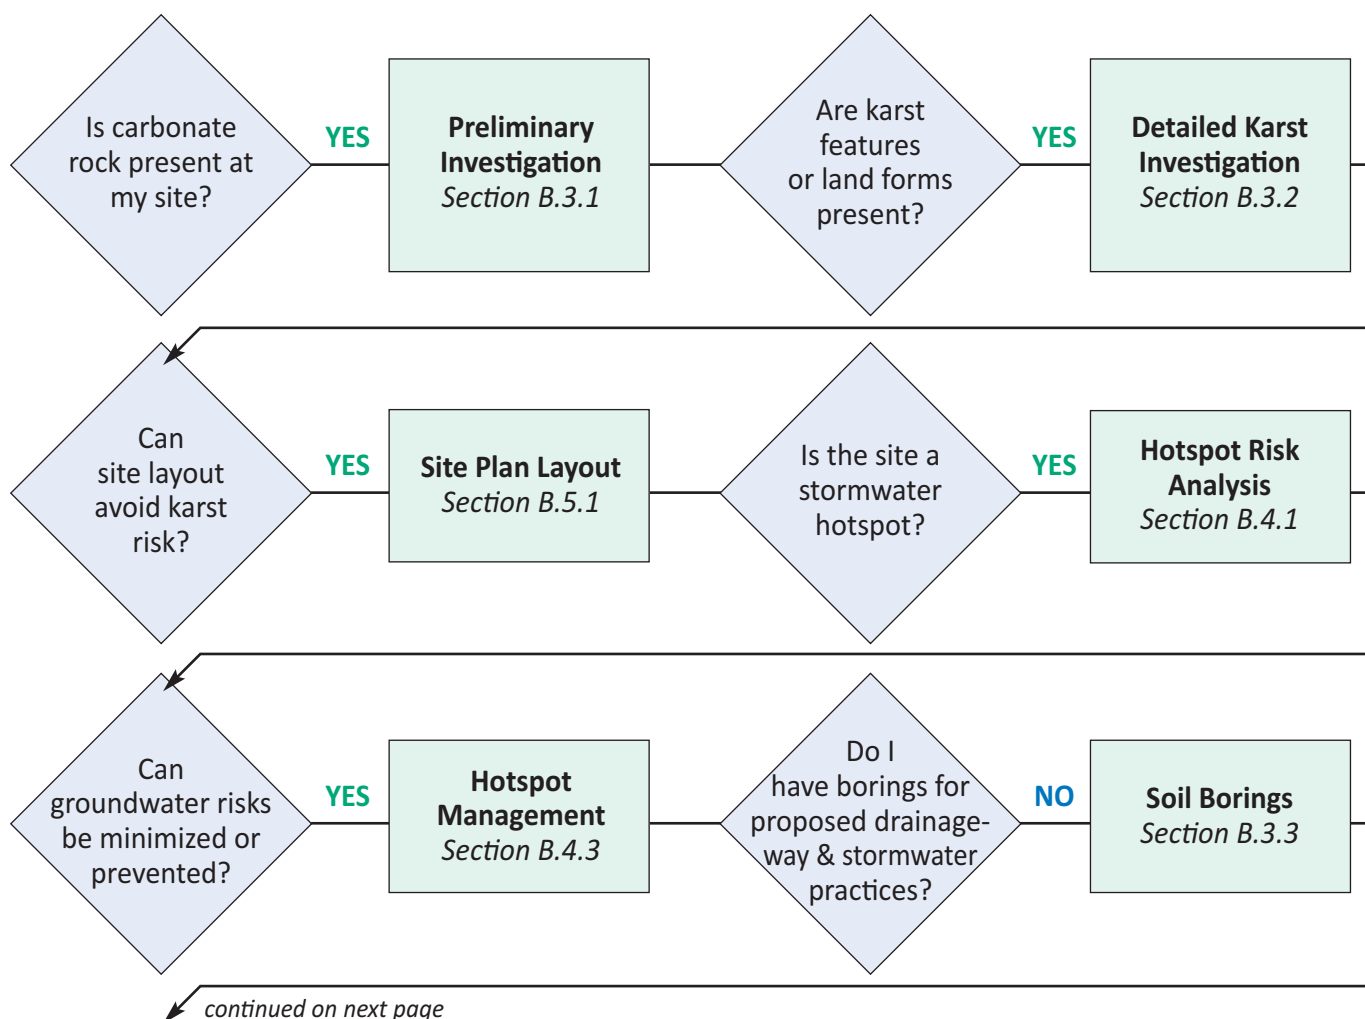 Is carbonate
rock present at
my site?
YES
Preliminary
Investigation
Section B.3.1
Are karst
features
or land forms
present?
YES
Detailed Karst
Investigation
Section B.3.2
Can
site layout
avoid karst
risk?
YES
Site Plan Layout
Section B.5.1
Is the site a
stormwater
hotspot?
YES
Hotspot Risk
Analysis
Section B.4.1
Can
groundwater risks
be minimized or
prevented?
YES
Hotspot
Management
Section B.4.3
Do I
have borings for
proposed drainage-
way & stormwater
practices?
NO
Soil Borings
Section B.3.3
continued on next page